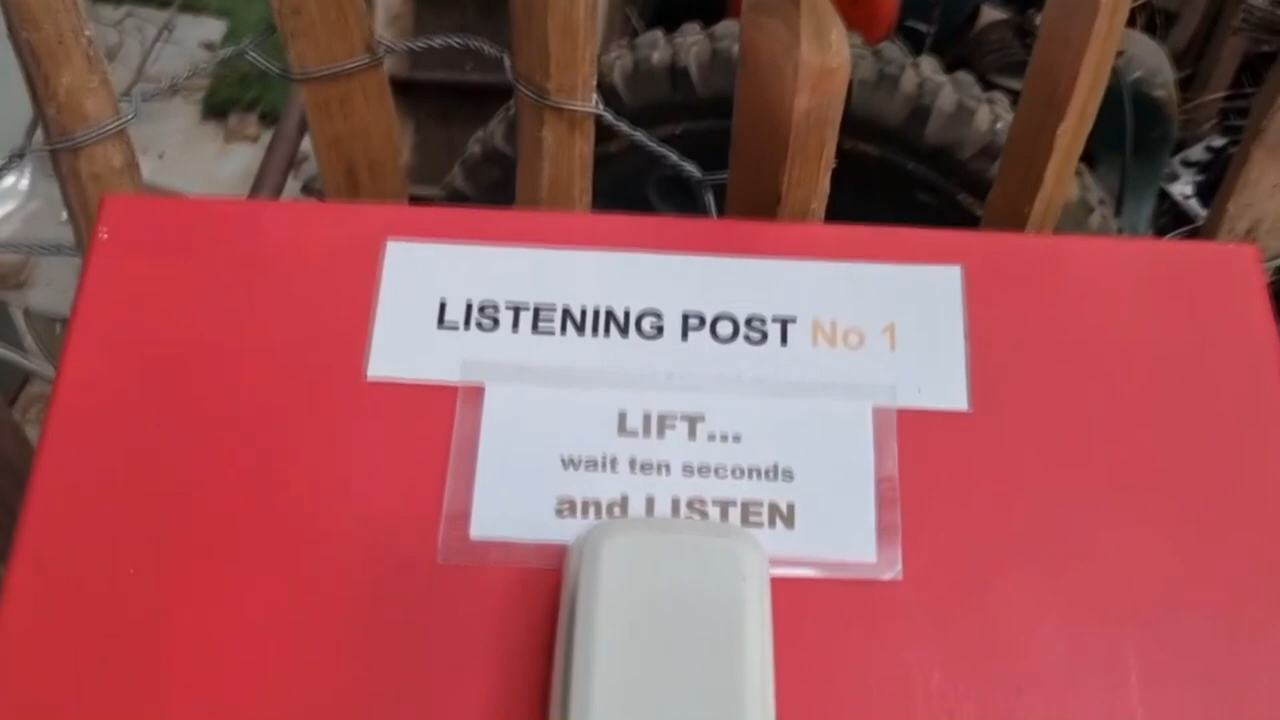 LISTENING POST No 1
LIFT...
wait ten seconds
and LISTEN